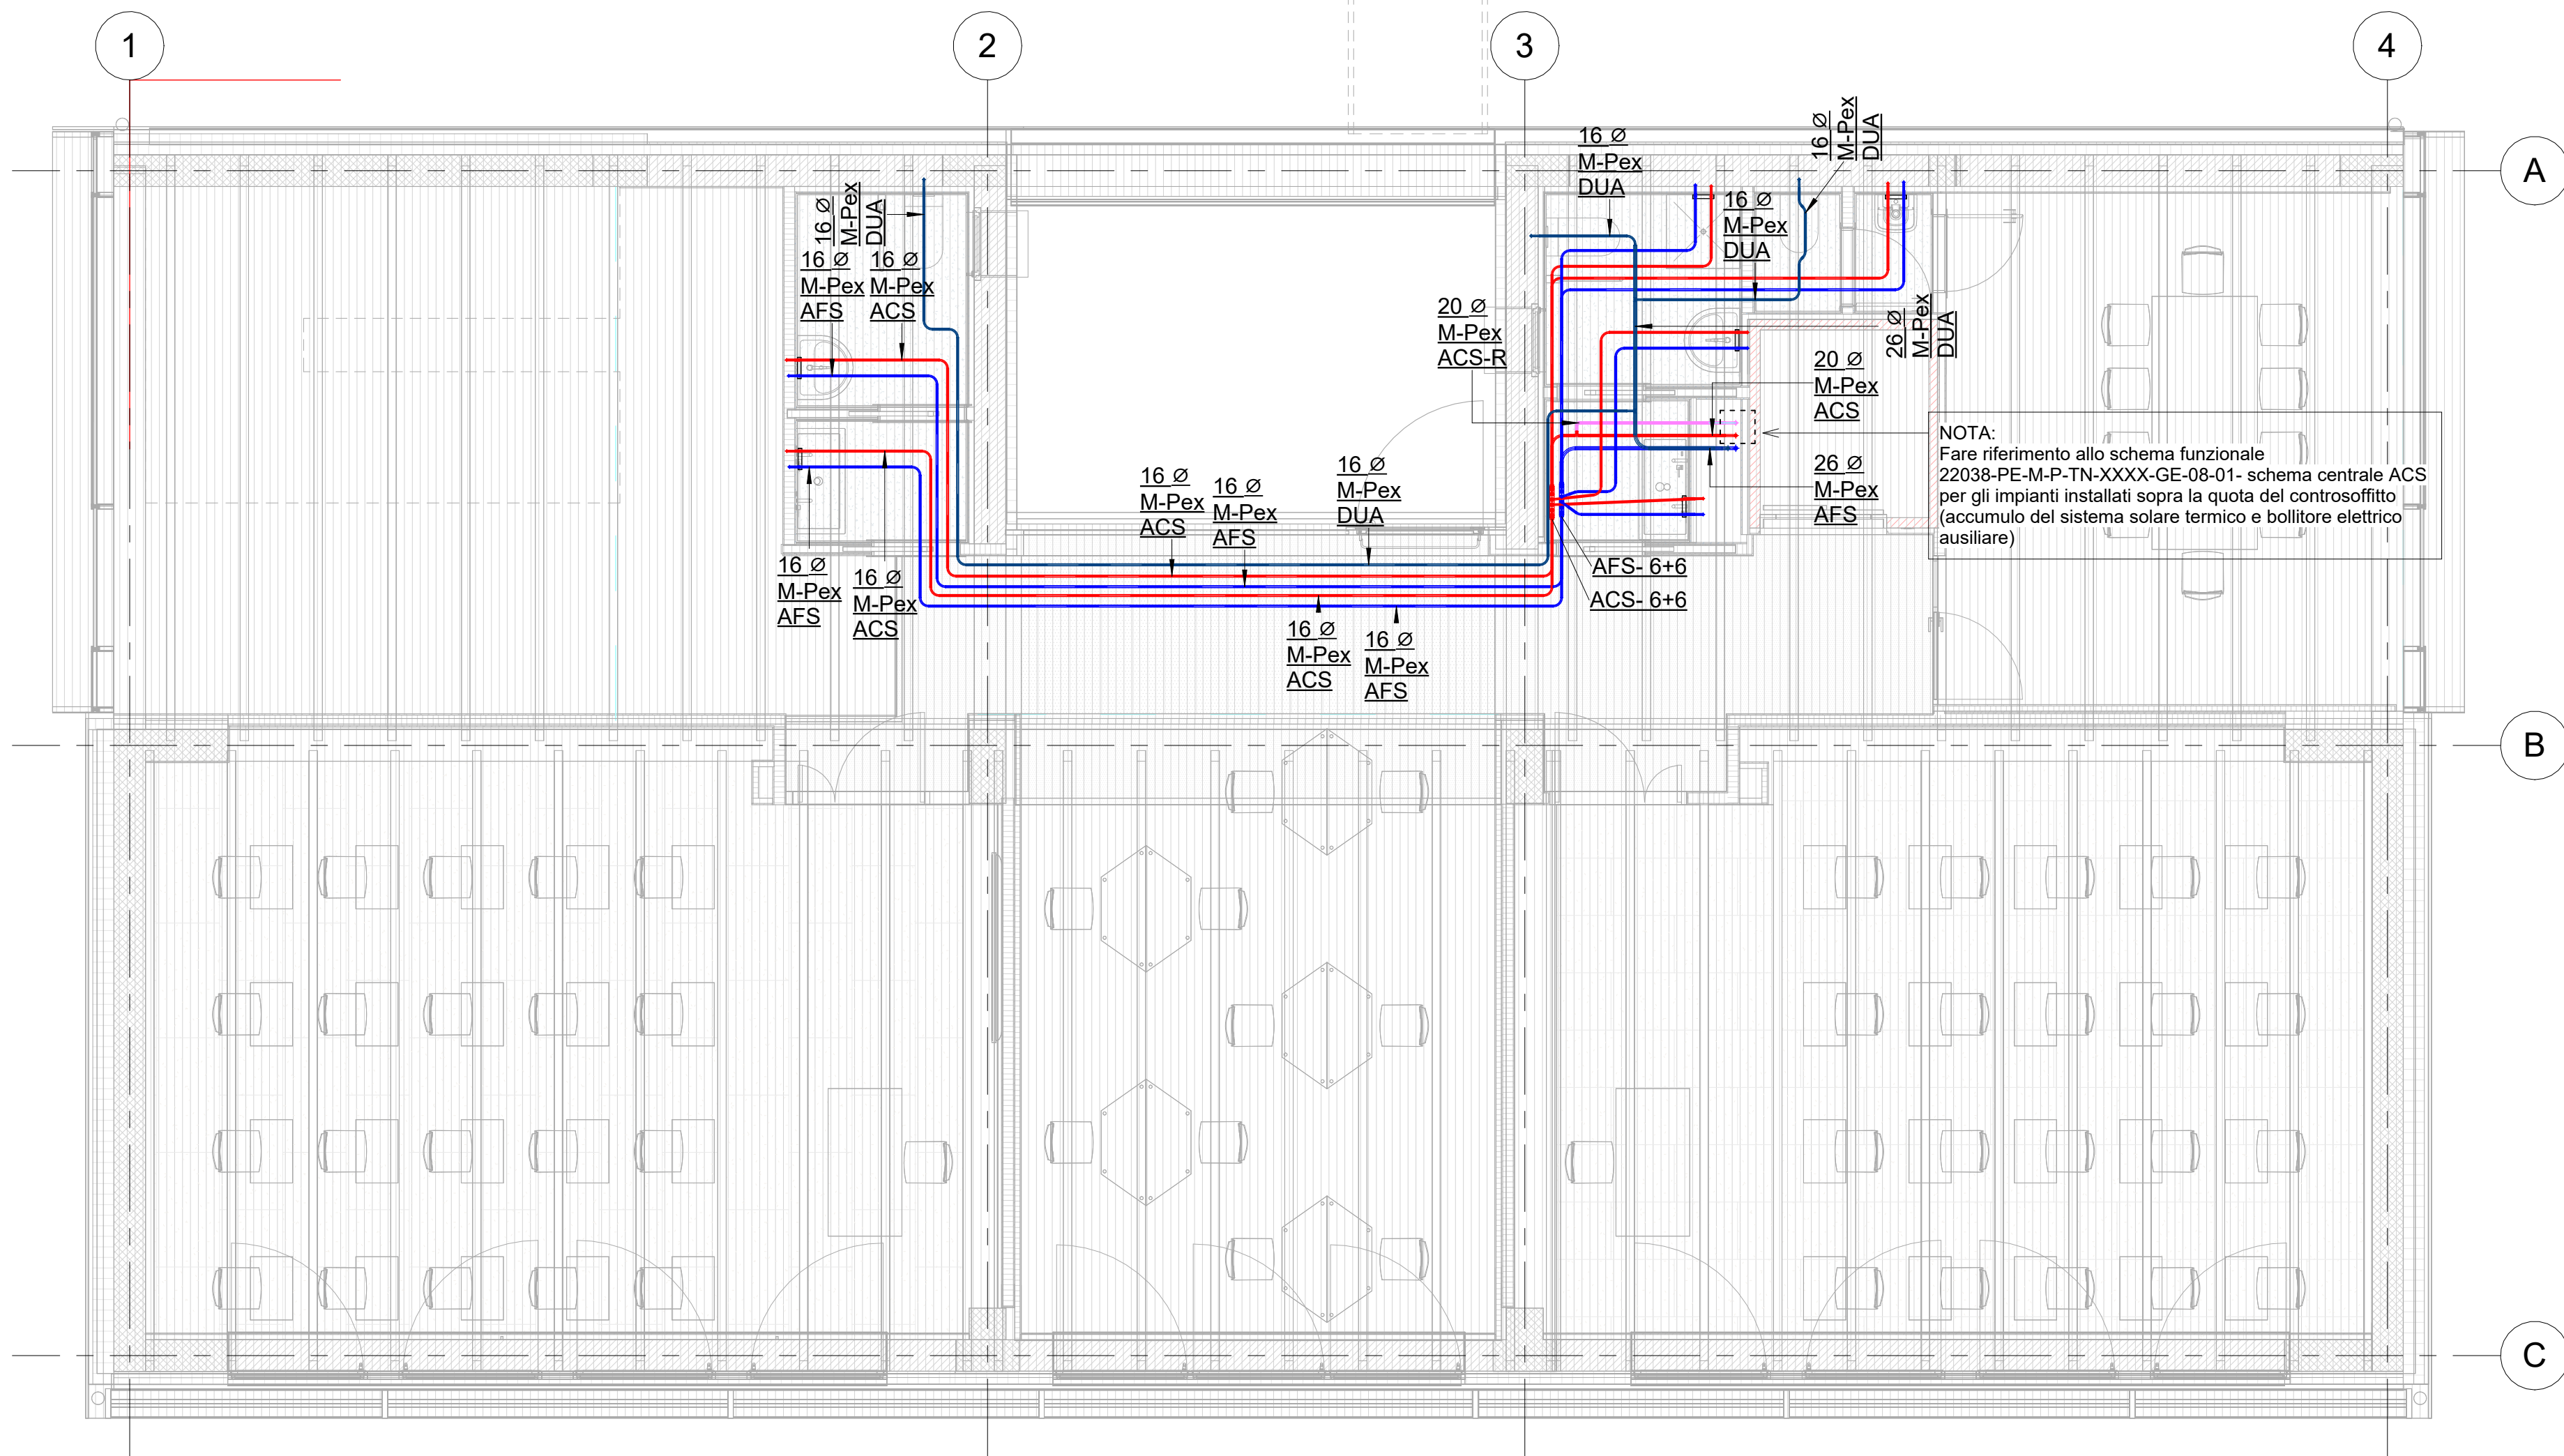 1
2
3
4
A
B
C
16 Ø
M-Pex
DUA
16 Ø
M-Pex
AFS
16 Ø
M-Pex
ACS
16 Ø
M-Pex
DUA
16 Ø
M-Pex
DUA
16 Ø
M-Pex
DUA
20 Ø
M-Pex
ACS-R
26 Ø
M-Pex
DUA
20 Ø
M-Pex
ACS
26 Ø
M-Pex
AFS
NOTA:
Fare riferimento allo schema funzionale
22038-PE-M-P-TN-XXXX-GE-08-01- schema centrale ACS
per gli impianti installati sopra la quota del controsoffitto
(accumulo del sistema solare termico e bollitore elettrico
ausiliare)
16 Ø
M-Pex
ACS
16 Ø
M-Pex
AFS
16 Ø
M-Pex
DUA
16 Ø
M-Pex
AFS
16 Ø
M-Pex
ACS
AFS- 6+6
ACS- 6+6
16 Ø
M-Pex
ACS
16 Ø
M-Pex
AFS